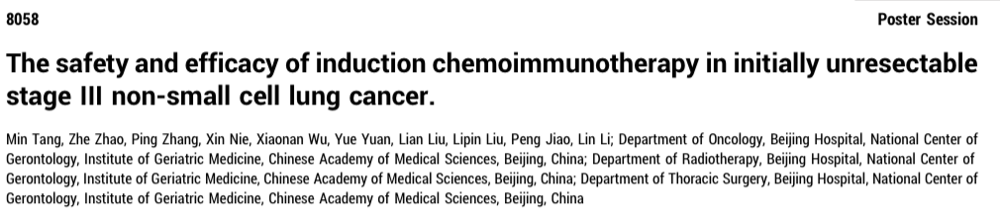 8058
Poster Session
The safety and efficacy of induction chemoimmunotherapy in initially unresectable
stage III non-small cell lung cancer.
Min Tang, Zhe Zhao, Ping Zhang, Xin Nie, Xiaonan Wu, Yue Yuan, Lian Liu, Lipin Liu, Peng Jiao, Lin Li; Department of Oncology, Beijing Hospital, National Center of
Gerontology, Institute of Geriatric Medicine, Chinese Academy of Medical Sciences, Beijing, China; Department of Radiotherapy, Beijing Hospital, National Center of
Gerontology, Institute of Geriatric Medicine, Chinese Academy of Medical Sciences, Beijing, China; Department of Thoracic Surgery, Beijing Hospital, National Center of
Gerontology, Institute of Geriatric Medicine, Chinese Academy of Medical Sciences, Beijing, China